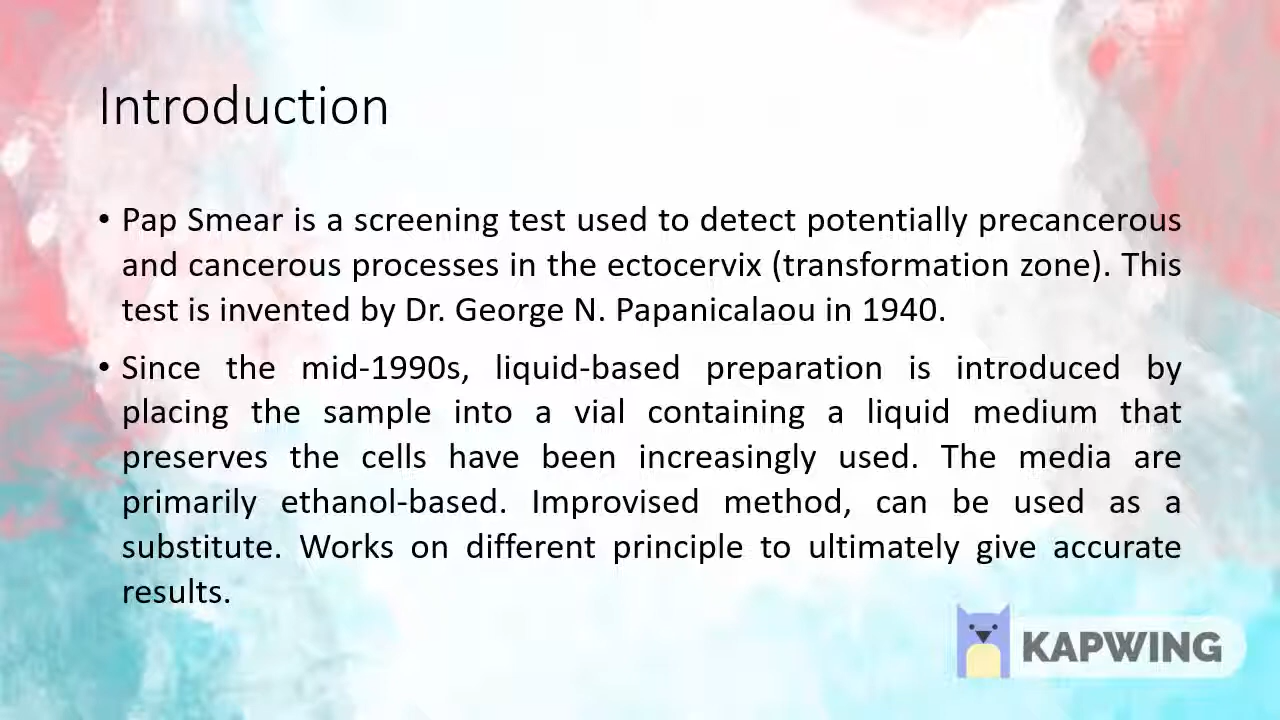 Introduction
• Pap Smear is a screening test used to detect potentially precancerous
and cancerous processes in the ectocervix (transformation zone). This
test is invented by Dr. George N. Papanicalaou in 1940.
• Since the mid-1990s, liquid-based preparation is introduced by
placing the sample into a vial containing a liquid medium that
preserves the cells have been increasingly used. The media are
primarily ethanol-based. Improvised method, can be used as a
substitute. Works on different principle to ultimately give accurate
results.
KAPWING